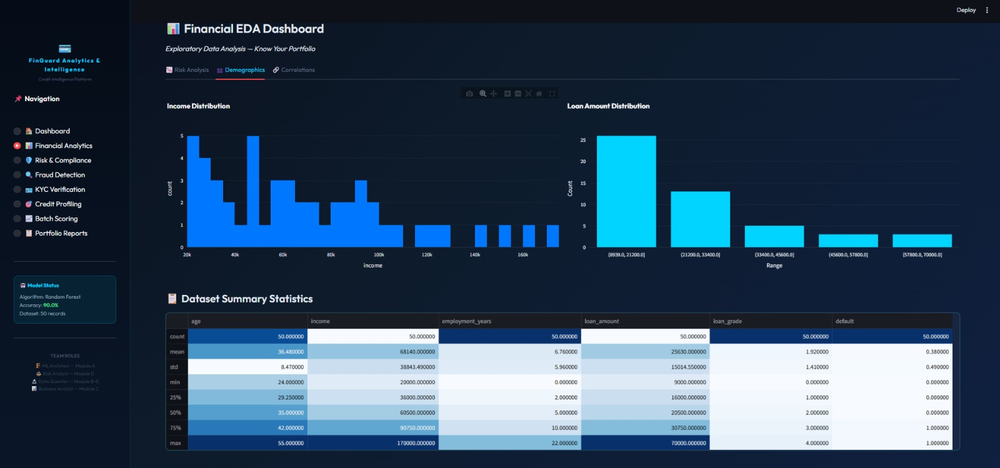 Deploy
FinGuard Analytics &
Intelligence
Credit Intelligence Platform
Navigation
Dashboard
Financial Analytics
Risk & Compliance
Fraud Detection
KYC Verification
Credit Profiling
Batch Scoring
Portfolio Reports
Model Status
Algorithm: Random Forest
Accuracy: 90.0%
Dataset: 50 records
TEAM ROLES
ML Architect — Module A
Risk Analyst — Module D
Data Scientist — Module B+E
Business Analyst — Module C
Financial EDA Dashboard
Exploratory Data Analysis — Know Your Portfolio
Risk Analysis Demographics Correlations
Income Distribution
5
4
3
2
1
0
count
20k 40k 60k 80k 100k 120k 140k 160k
income
Loan Amount Distribution
25
20
15
10
5
0
Count
(8939.0, 21200.0] (21200.0, 33400.0] (33400.0, 45600.0] (45600.0, 57800.0] (57800.0, 70000.0]
Range
Dataset Summary Statistics
age income employment_years loan_amount loan_grade default
count 50.000000 50.000000 50.000000 50.000000 50.000000 50.000000
mean 36.480000 68140.000000 6.760000 25630.000000 1.920000 0.380000
std 8.470000 38843.490000 5.960000 15014.550000 1.410000 0.490000
min 24.000000 20000.000000 0.000000 9000.000000 0.000000 0.000000
25% 29.250000 36000.000000 2.000000 16000.000000 1.000000 0.000000
50% 35.000000 60500.000000 5.000000 20500.000000 2.000000 0.000000
75% 42.000000 90750.000000 10.000000 30750.000000 3.000000 1.000000
max 55.000000 170000.000000 22.000000 70000.000000 4.000000 1.000000